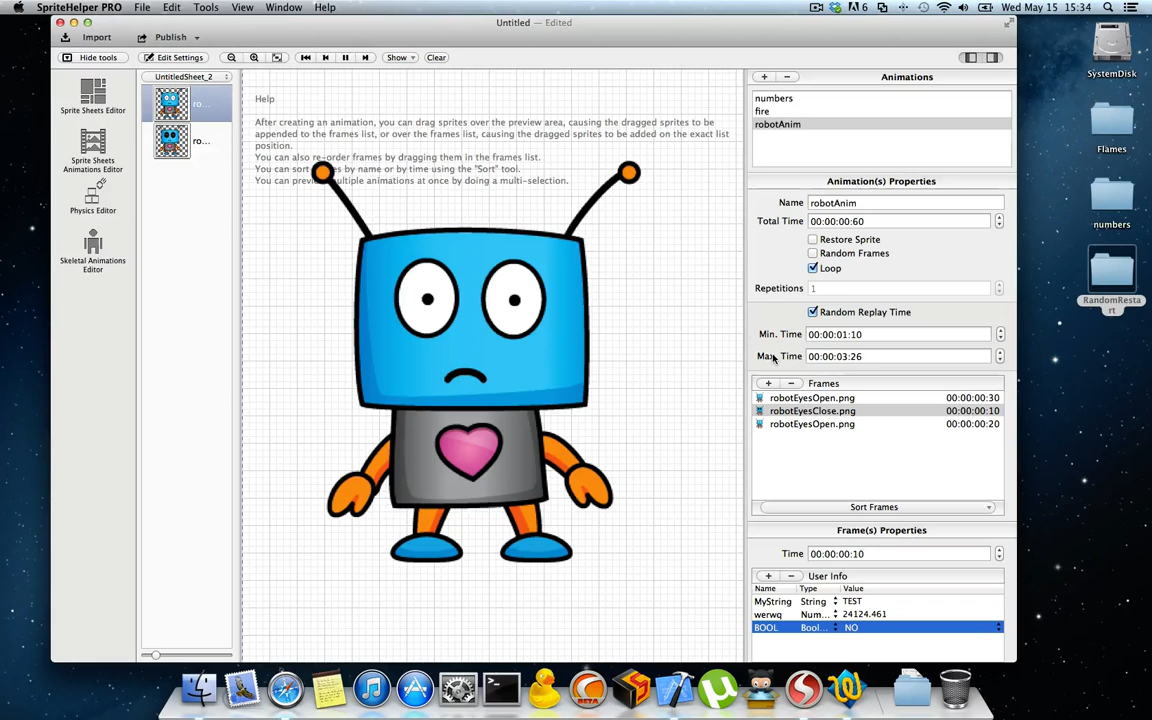 SpriteHelper PRO File Edit Tools View Window Help
6 Wed May 15 15:34
Untitled — Edited
Import Publish
Hide tools Edit Settings Show Clear
Sprite Sheets Editor
Sprite Sheets
Animations Editor
Physics Editor
Skeletal Animations
Editor
UntitledSheet_2
ro...
ro...
Help
After creating an animation, you can drag sprites over the preview area, causing the dragged sprites to be
appended to the frames list, or over the frames list, causing the dragged sprites to be added on the exact list
position.
You can also re-order frames by dragging them in the frames list.
You can sort by name or by time using the "Sort" tool.
You can multiple animations at once by doing a multi-selection.
+ − Animations
numbers
fire
robotAnim
Animation(s) Properties
Name robotAnim
Total Time 00:00:00:60
Restore Sprite
Random Frames
Loop
Repetitions 1
Random Replay Time
Min. Time 00:00:01:10
Max. Time 00:00:03:26
+ − Frames
robotEyesOpen.png 00:00:00:30
robotEyesClose.png 00:00:00:10
robotEyesOpen.png 00:00:00:20
Sort Frames
Frame(s) Properties
Time 00:00:00:10
+ − User Info
Name Type Value
MyString String TEST
werwq Num... 24124.461
BOOL Bool... NO
SystemDisk
Flames
numbers
RandomResta
rt
BETA